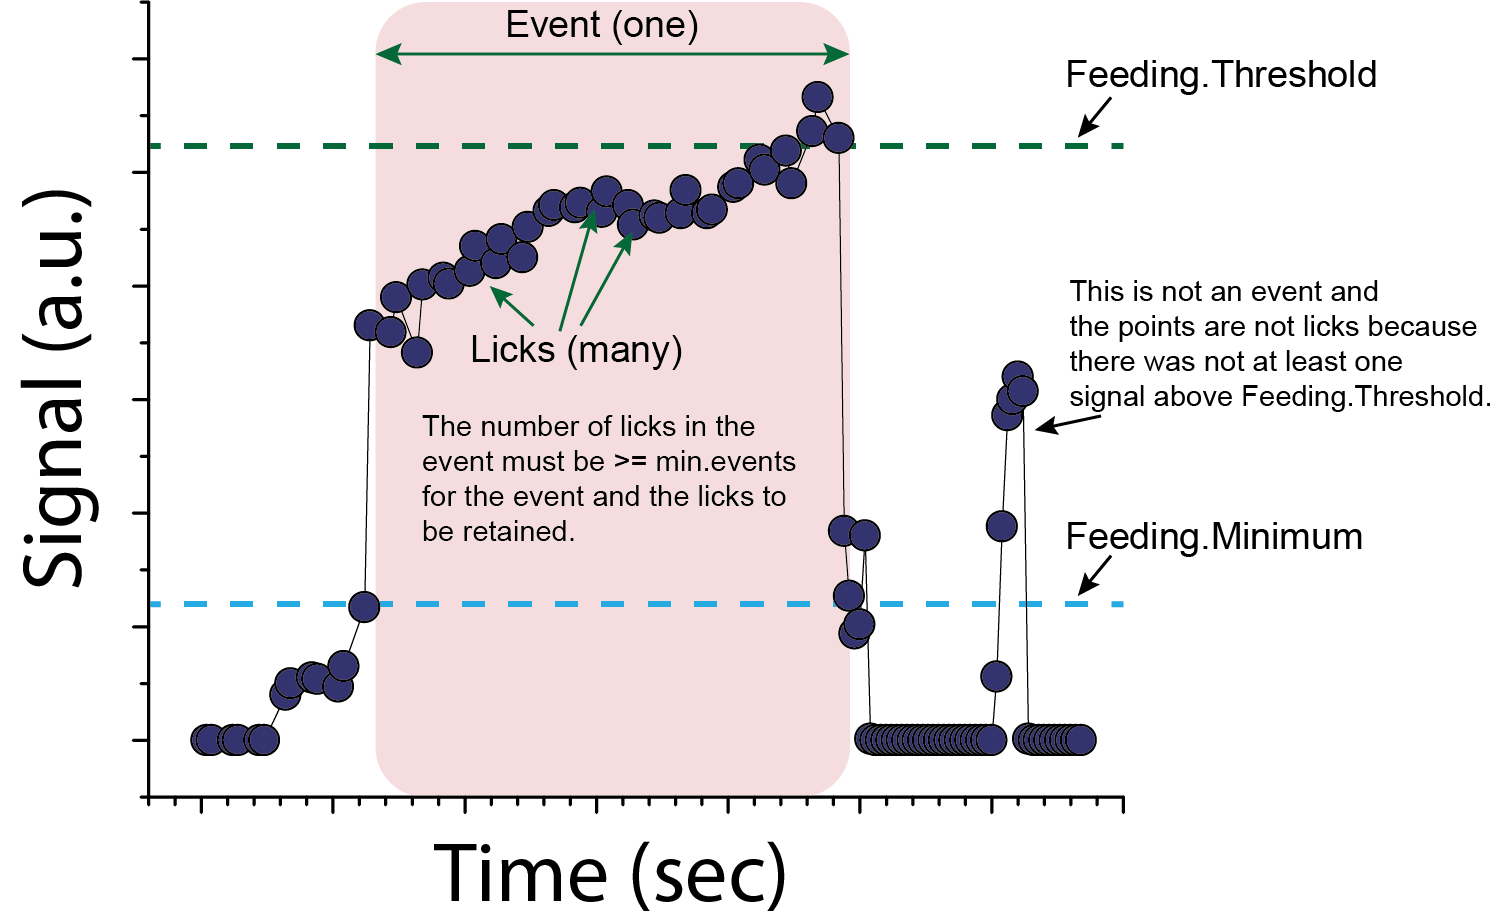 Event (one)
Feeding.Threshold
Signal (a.u.)
Licks (many)
The number of licks in the
event must be >= min.events
for the event and the licks to
be retained.
This is not an event and
the points are not licks because
there was not at least one
signal above Feeding.Threshold.
Feeding.Minimum
Time (sec)